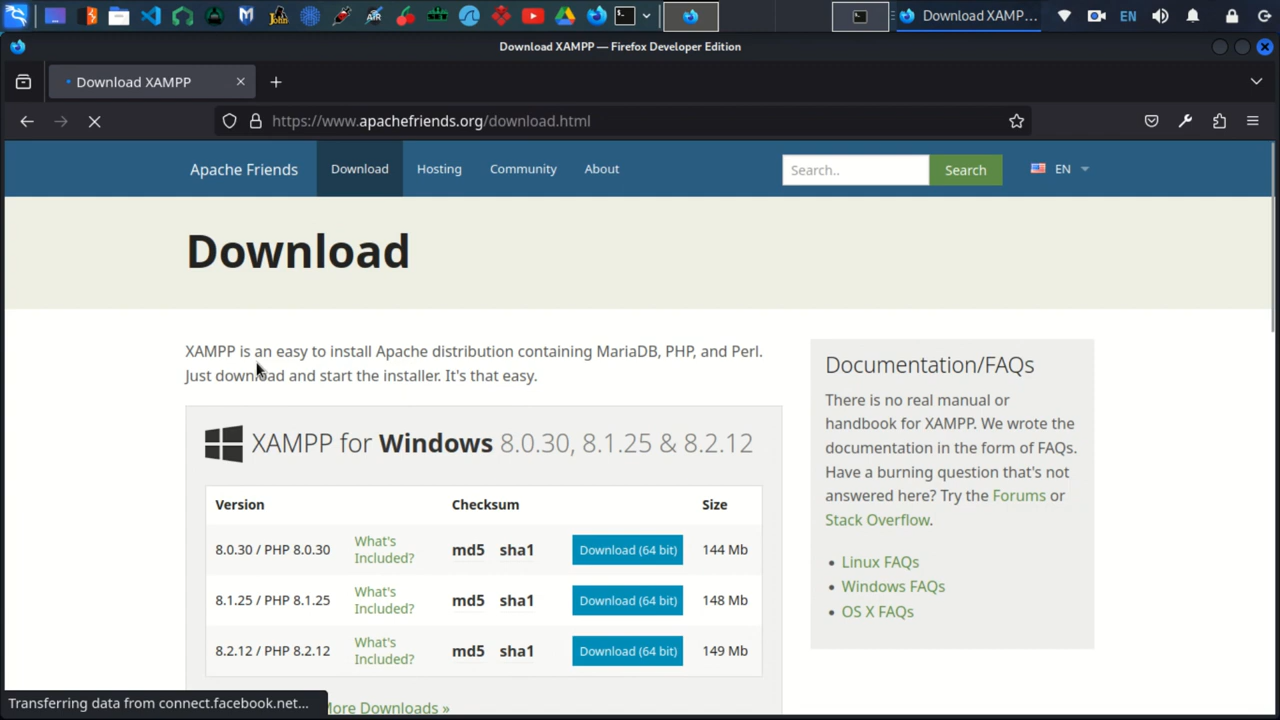 EN
Download XAMP...
Download XAMPP — Firefox Developer Edition
Download XAMPP
https://www.apachefriends.org/download.html
Apache Friends
Download
Hosting
Community
About
Search..
Search
EN
Download
XAMPP is an easy to install Apache distribution containing MariaDB, PHP, and Perl.
Just download and start the installer. It's that easy.
XAMPP for Windows 8.0.30, 8.1.25 & 8.2.12
Version Checksum Size
8.0.30 / PHP 8.0.30 What's Included? md5 sha1 Download (64 bit) 144 Mb
8.1.25 / PHP 8.1.25 What's Included? md5 sha1 Download (64 bit) 148 Mb
8.2.12 / PHP 8.2.12 What's Included? md5 sha1 Download (64 bit) 149 Mb
More Downloads »
Documentation/FAQs
There is no real manual or
handbook for XAMPP. We wrote the
documentation in the form of FAQs.
Have a burning question that's not
answered here? Try the Forums or
Stack Overflow.
• Linux FAQs
• Windows FAQs
• OS X FAQs
Transferring data from connect.facebook.net...